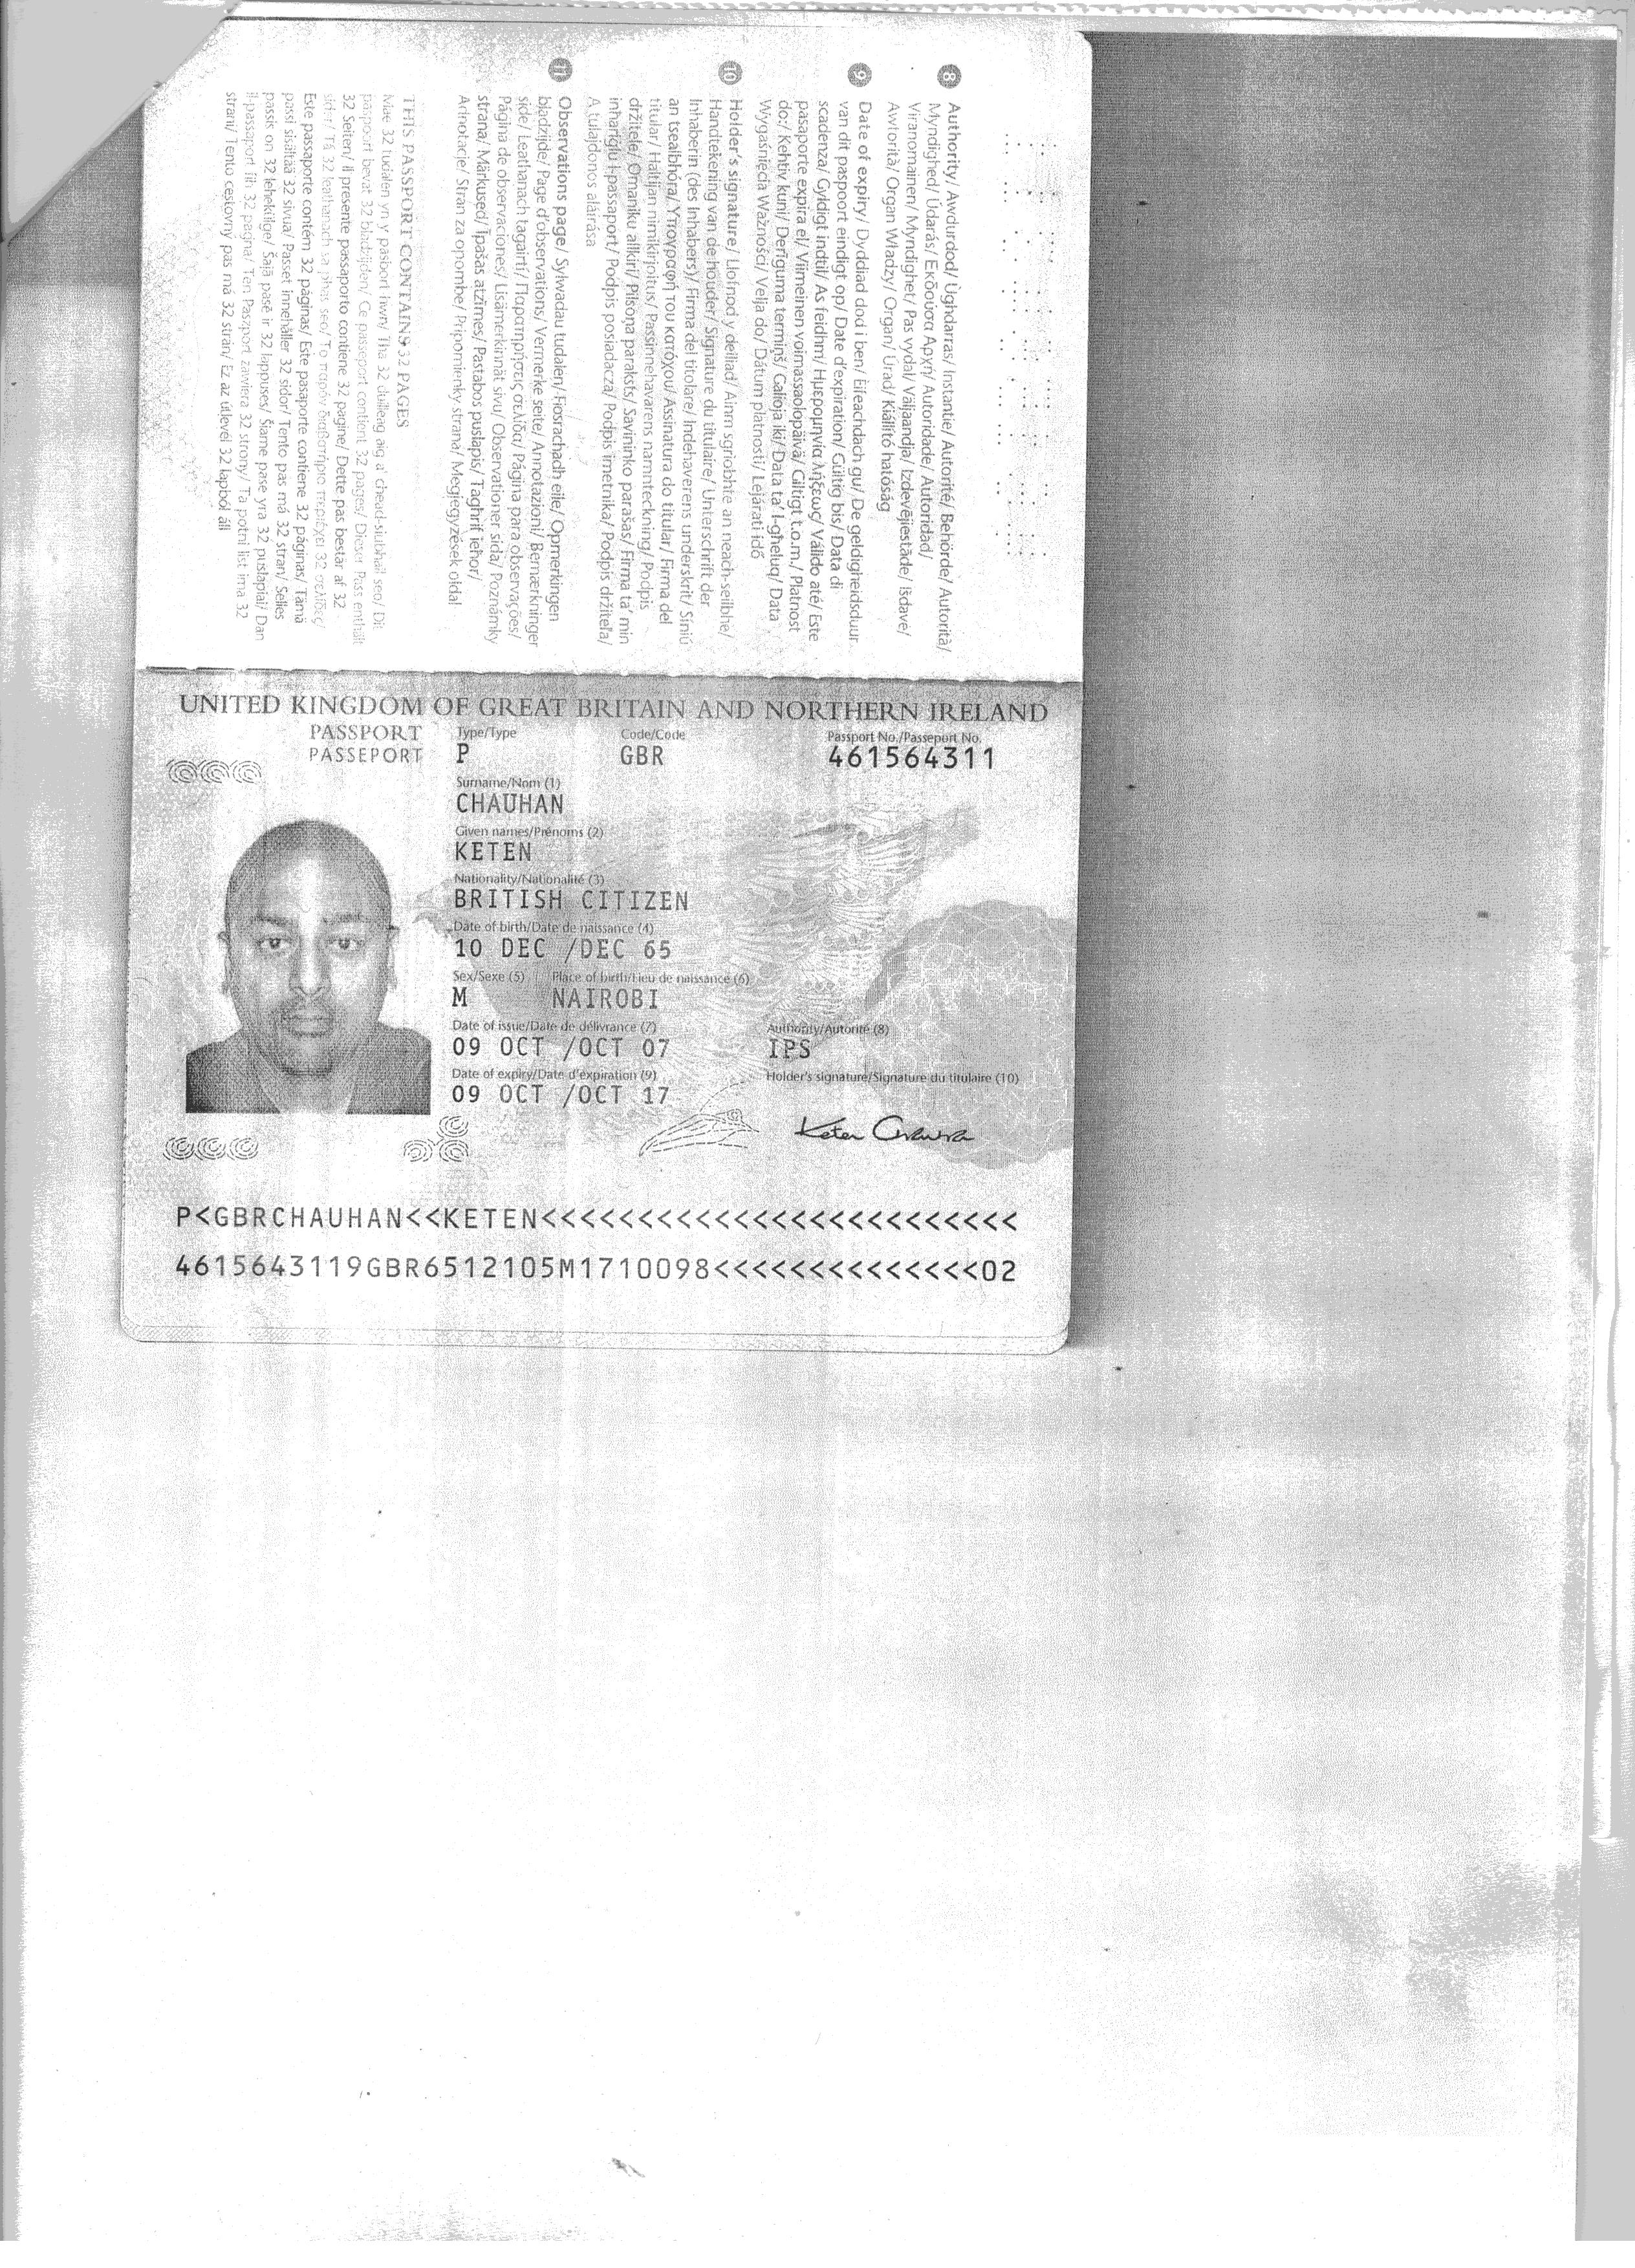 8 Authority/ Awdurdod/ Ùghdarras/ Instantie/ Autorité/ Behörde/ Autorità/
Myndighed/ Údarás/ Εκδούσα Αρχή/ Autoridade/ Autoridad/
Viranomainen/ Myndighet/ Pas vydal/ Väljaandja/ Izdevējiestāde/ Išdavė/
Awtorità/ Organ Władzy/ Organ/ Úrad/ Kiállító hatóság
9 Date of expiry/ Dyddiad dod i ben/ Èifeachdach gu/ De geldigheidsduur
van dit paspoort eindigt op/ Date d'expiration/ Gültig bis/ Data di
scadenza/ Gyldigt indtil/ As feidhm/ Ημερομηνία λήξεως/ Válido até/ Este
pasaporte expira el/ Viimeinen voimassaolopäivä/ Giltigt t.o.m./ Platnost
do:/ Kehtiv kuni/ Derīguma termiņš/ Galioja iki/ Data ta' l-għeluq/ Data
Wygaśnięcia Ważności/ Velja do/ Dátum platnosti/ Lejárati idő
10 Holder's signature/ Llofnod y deiliad/ Ainm sgrìobhte an neach-seilbhe/
Handtekening van de houder/ Signature du titulaire/ Unterschrift der
Inhaberin (des Inhabers)/ Firma del titolare/ Indehaverens underskrit/ Síniú
an tsealbhóra/ Υπογραφή του κατόχου/ Assinatura do titular/ Firma del
titular/ Haltijan nimikirjoitus/ Passinnehavarens namnteckning/ Podpis
držitele/ Omaniku allkiri/ Pilsoņa paraksts/ Savininko parašas/ Firma ta' min
inħarġlu l-passaport/ Podpis posiadacza/ Podpis imetnika/ Podpis držiteľa/
A tulajdonos aláírása
11 Observations page/ Sylwadau tudalen/ Fiosrachadh eile/ Opmerkingen
bladzijde/ Page d'observations/ Vermerke seite/ Annotazioni/ Bemærkninger
side/ Leathanach tagairtí/ Παρατηρήσεις σελίδα/ Página para observações/
Página de observaciones/ Lisämerkinnät sivu/ Observationer sida/ Poznámky
strana/ Märkused/ Īpašas atzīmes/ Pastabos puslapis/ Tagħrif ieħor/
Adnotacje/ Stran za opombe/ Pripomienky strana/ Megjegyzések oldal
THIS PASSPORT CONTAINS 32 PAGES
Mae 32 tudalen yn y pasbort hwn/ Tha 32 duilleag aig a' chead-siubhail seo/ Dit
paspoort bevat 32 bladzijden/ Ce passeport contient 32 pages/ Dieser Pass enthält
32 Seiten/ Il presente passaporto contiene 32 pagine/ Dette pas består af 32
sider/ Tá 32 leathanach sa phas seo/ Το παρόν διαβατήριο περιέχει 32 σελίδες/
Este passaporte contém 32 páginas/ Este pasaporte contiene 32 páginas/ Tämä
passi sisältää 32 sivua/ Passet innehåller 32 sidor/ Tento pas má 32 stran/ Selles
passis on 32 lehekülge/ Šajā pasē ir 32 lappuses/ Šiame pase yra 32 puslapiai/ Dan
il-passaport fih 32 paġna/ Ten Paszport zawiera 32 strony/ Ta potni list ima 32
strani/ Tento cestovný pas má 32 strán/ Ez az útlevél 32 lapból áll
UNITED KINGDOM OF GREAT BRITAIN AND NORTHERN IRELAND
PASSPORT Type/Type Code/Code Passport No./Passeport No.
PASSEPORT P GBR 461564311
Surname/Nom (1)
CHAUHAN
Given names/Prénoms (2)
KETEN
Nationality/Nationalité (3)
BRITISH CITIZEN
Date of birth/Date de naissance (4)
10 DEC /DEC 65
Sex/Sexe (5) Place of birth/Lieu de naissance (6)
M NAIROBI
Date of issue/Date de délivrance (7) Authority/Autorité (8)
09 OCT /OCT 07 IPS
Date of expiry/Date d'expiration (9) Holder's signature/Signature du titulaire (10)
09 OCT /OCT 17
Keten Chauhan
P<GBRCHAUHAN<<KETEN<<<<<<<<<<<<<<<<<<<<<<<<<
4615643119GBR6512105M1710098<<<<<<<<<<<<<<02